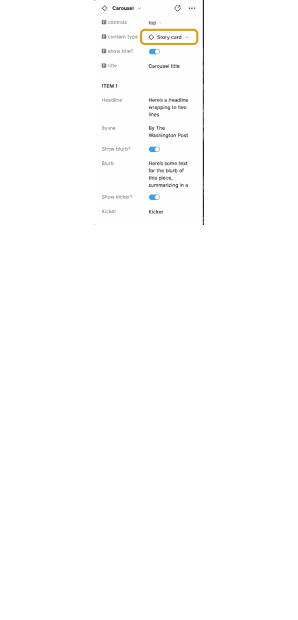 Carousel
controls top
content type Story card
show title?
title Carousel title
ITEM 1
Headline Here's a headline
wrapping to two
lines
Byline By The
Washington Post
Show blurb?
Blurb Here's some text
for the blurb of
this piece,
summarizing in a
Show kicker?
Kicker Kicker